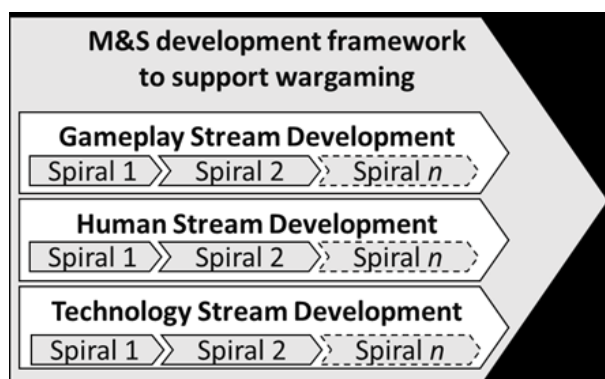 M&S development framework
to support wargaming
Gameplay Stream Development
Spiral 1 Spiral 2 Spiral n
Human Stream Development
Spiral 1 Spiral 2 Spiral n
Technology Stream Development
Spiral 1 Spiral 2 Spiral n